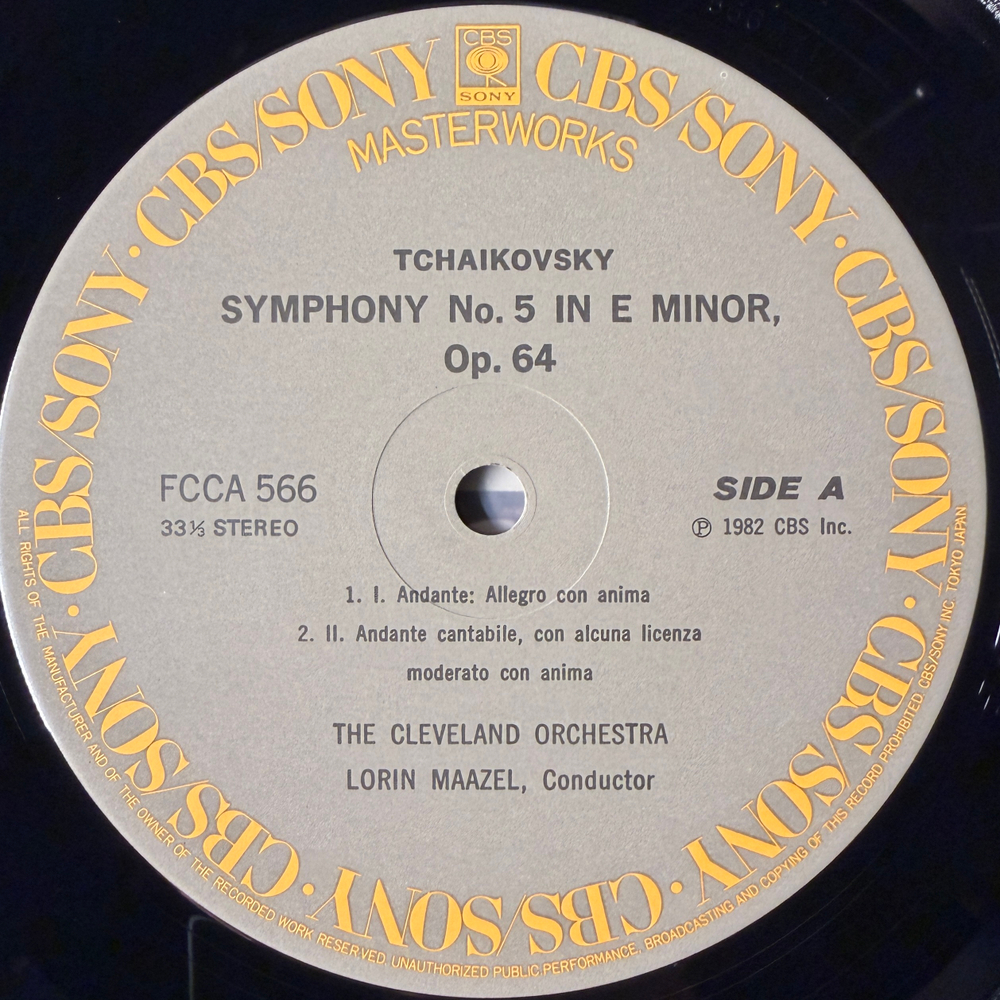 CBS
SONY
CBS/SONY · CBS/SONY · CBS/SONY · CBS/SONY · CBS/SONY · CBS/SONY · CBS/SONY · CBS/SONY
MASTERWORKS
TCHAIKOVSKY
SYMPHONY No. 5 IN E MINOR,
Op. 64
FCCA 566
33⅓ STEREO
SIDE A
Ⓟ 1982 CBS Inc.
1. I. Andante: Allegro con anima
2. II. Andante cantabile, con alcuna licenza
moderato con anima
THE CLEVELAND ORCHESTRA
LORIN MAAZEL, Conductor
ALL RIGHTS OF THE MANUFACTURER AND OF THE OWNER OF THE RECORDED WORK RESERVED. UNAUTHORIZED PUBLIC PERFORMANCE, BROADCASTING AND COPYING OF THIS RECORD PROHIBITED CBS/SONY INC. TOKYO JAPAN